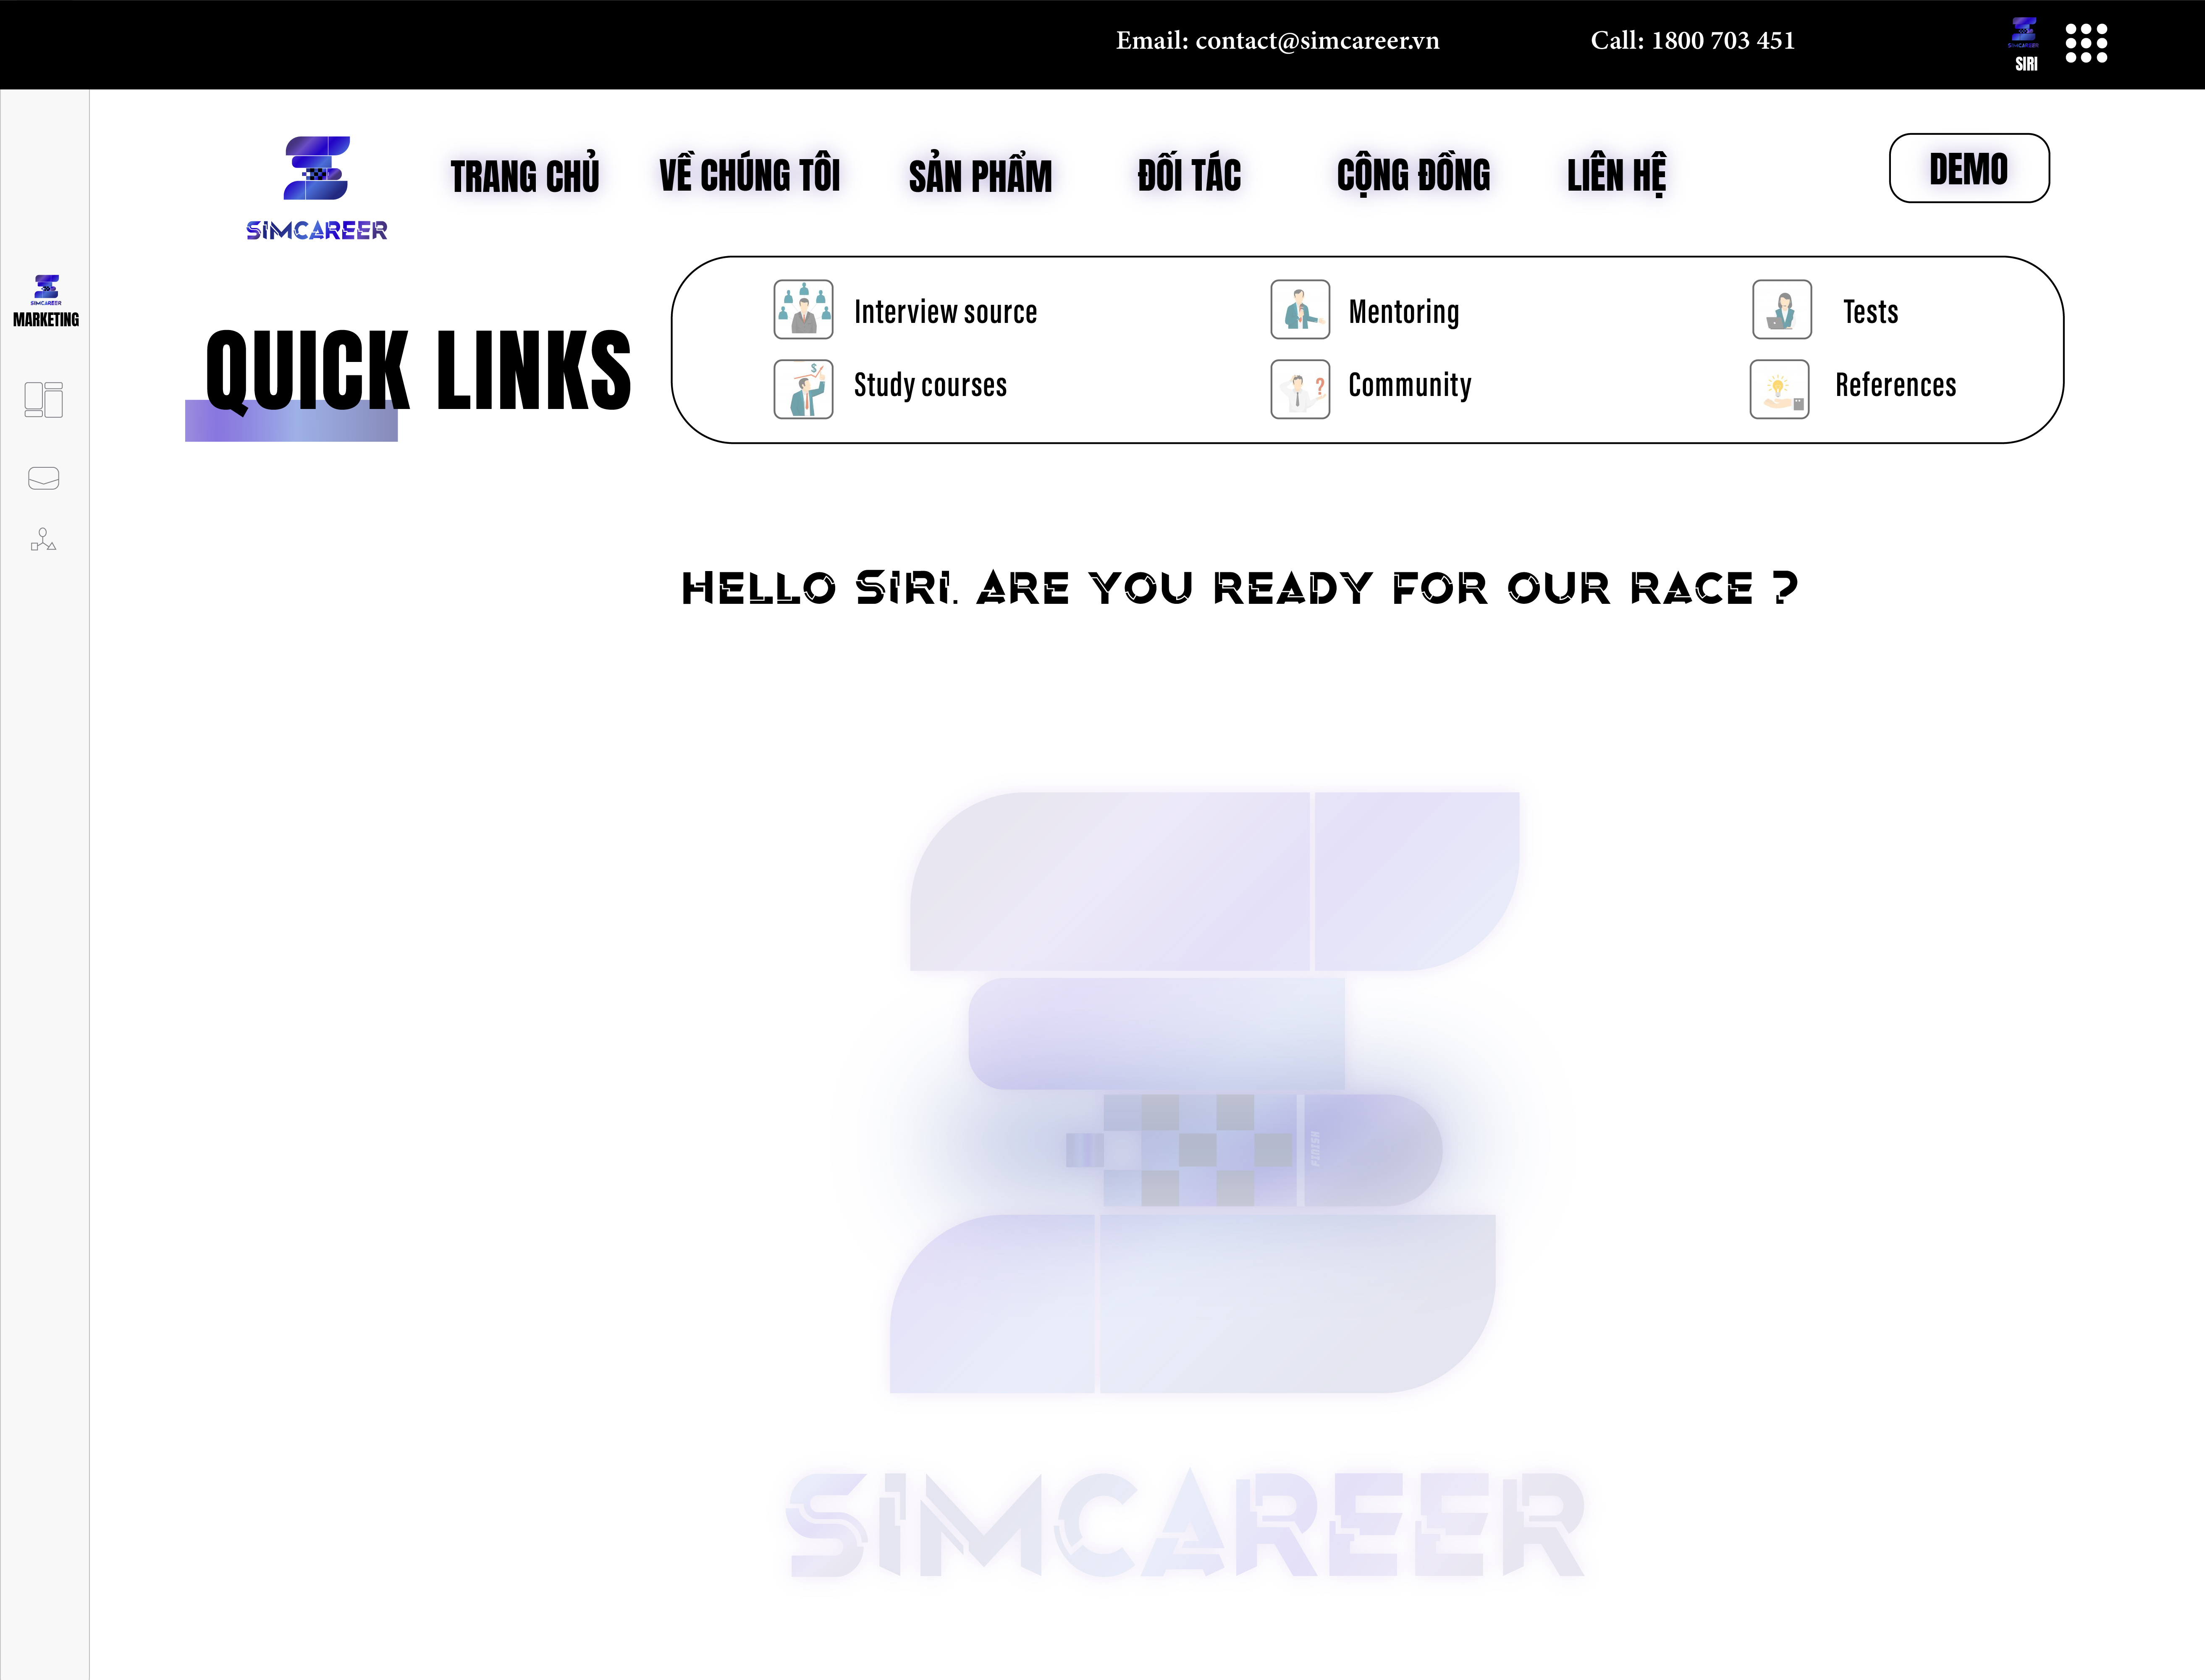 Email: contact@simcareer.vn
Call: 1800 703 451
SIMCAREER
SIRI
TRANG CHỦ
VỀ CHÚNG TÔI
SẢN PHẨM
ĐỐI TÁC
CỘNG ĐỒNG
LIÊN HỆ
DEMO
SIMCAREER
SIMCAREER
MARKETING
QUICK LINKS
Interview source
Mentoring
Tests
Study courses
Community
References
HELLO SIRI. ARE YOU READY FOR OUR RACE ?
FINISH
SIMCAREER